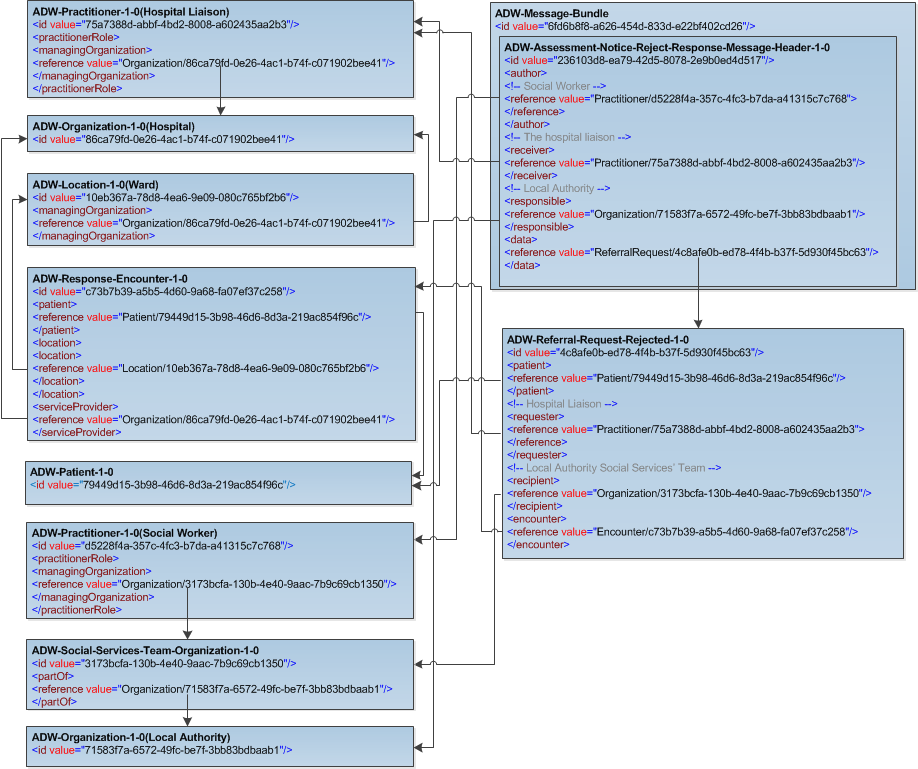 ADW-Practitioner-1-0(Hospital Liaison)
<id value="75a7388d-abbf-4bd2-8008-a602435aa2b3"/>
<practitionerRole>
<managingOrganization>
<reference value="Organization/86ca79fd-0e26-4ac1-b74f-c071902bee41"/>
</managingOrganization>
</practitionerRole>
ADW-Organization-1-0(Hospital)
<id value="86ca79fd-0e26-4ac1-b74f-c071902bee41"/>
ADW-Location-1-0(Ward)
<id value="10eb367a-78d8-4ea6-9e09-080c765bf2b6"/>
<managingOrganization>
<reference value="Organization/86ca79fd-0e26-4ac1-b74f-c071902bee41"/>
</managingOrganization>
ADW-Response-Encounter-1-0
<id value="c73b7b39-a5b5-4d60-9a68-fa07ef37c258"/>
<patient>
<reference value="Patient/79449d15-3b98-46d6-8d3a-219ac854f96c"/>
</patient>
<location>
<location>
<reference value="Location/10eb367a-78d8-4ea6-9e09-080c765bf2b6"/>
</location>
</location>
<serviceProvider>
<reference value="Organization/86ca79fd-0e26-4ac1-b74f-c071902bee41"/>
</serviceProvider>
ADW-Patient-1-0
<id value="79449d15-3b98-46d6-8d3a-219ac854f96c"/>
ADW-Practitioner-1-0(Social Worker)
<id value="d5228f4a-357c-4fc3-b7da-a41315c7c768"/>
<practitionerRole>
<managingOrganization>
<reference value="Organization/3173bcfa-130b-4e40-9aac-7b9c69cb1350"/>
</managingOrganization>
</practitionerRole>
ADW-Social-Services-Team-Organization-1-0
<id value="3173bcfa-130b-4e40-9aac-7b9c69cb1350"/>
<partOf>
<reference value="Organization/71583f7a-6572-49fc-be7f-3bb83bdbaab1"/>
</partOf>
ADW-Organization-1-0(Local Authority)
<id value="71583f7a-6572-49fc-be7f-3bb83bdbaab1"/>
ADW-Message-Bundle
<id value="6fd6b8f8-a626-454d-833d-e22bf402cd26"/>
ADW-Assessment-Notice-Reject-Response-Message-Header-1-0
<id value="236103d8-ea79-42d5-8078-2e9b0ed4d517"/>
<author>
<!-- Social Worker -->
<reference value="Practitioner/d5228f4a-357c-4fc3-b7da-a41315c7c768">
</reference>
</author>
<!-- The hospital liaison -->
<receiver>
<reference value="Practitioner/75a7388d-abbf-4bd2-8008-a602435aa2b3"/>
</receiver>
<!-- Local Authority -->
<responsible>
<reference value="Organization/71583f7a-6572-49fc-be7f-3bb83bdbaab1"/>
</responsible>
<data>
<reference value="ReferralRequest/4c8afe0b-ed78-4f4b-b37f-5d930f45bc63"/>
</data>
ADW-Referral-Request-Rejected-1-0
<id value="4c8afe0b-ed78-4f4b-b37f-5d930f45bc63"/>
<patient>
<reference value="Patient/79449d15-3b98-46d6-8d3a-219ac854f96c"/>
</patient>
<!-- Hospital Liaison -->
<requester>
<reference value="Practitioner/75a7388d-abbf-4bd2-8008-a602435aa2b3">
</reference>
</requester>
<!-- Local Authority Social Services' Team -->
<recipient>
<reference value="Organization/3173bcfa-130b-4e40-9aac-7b9c69cb1350"/>
</recipient>
<encounter>
<reference value="Encounter/c73b7b39-a5b5-4d60-9a68-fa07ef37c258"/>
</encounter>